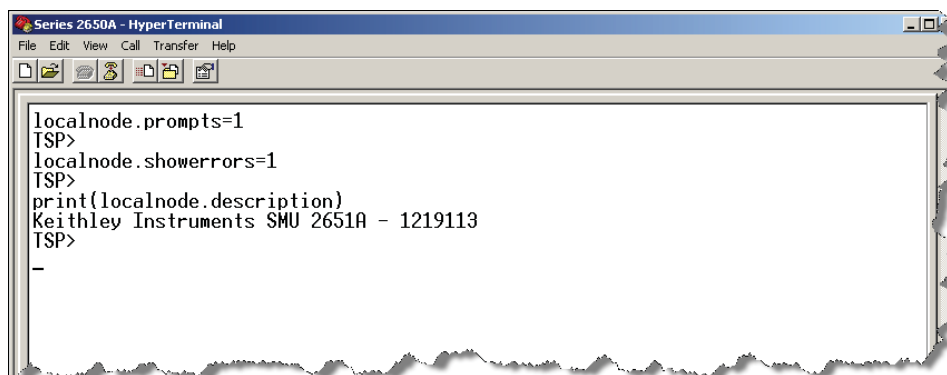 Series 2650A - HyperTerminal
File Edit View Call Transfer Help
localnode.prompts=1
TSP>
localnode.showerrors=1
TSP>
print(localnode.description)
Keithley Instruments SMU 2651A - 1219113
TSP>
_